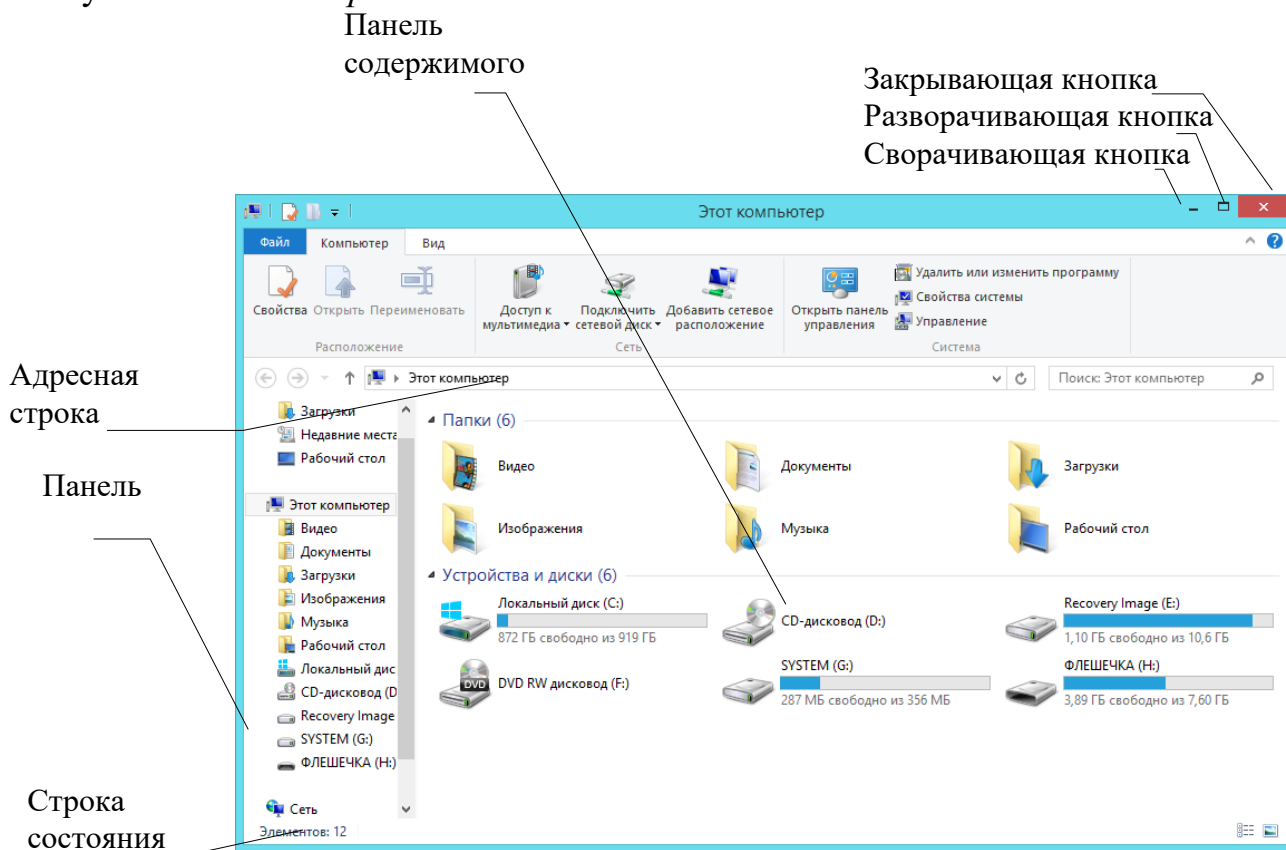 Панель
содержимого
Закрывающая кнопка
Разворачивающая кнопка
Сворачивающая кнопка
Этот компьютер
Файл Компьютер Вид
Свойства Открыть Переименовать
Доступ к мультимедиа
Подключить сетевой диск
Добавить сетевое расположение
Открыть панель управления
Удалить или изменить программу
Свойства системы
Управление
Расположение Сеть Система
Адресная
строка
Этот компьютер
Поиск: Этот компьютер
Панель
Загрузки
Недавние места
Рабочий стол
Этот компьютер
Видео
Документы
Загрузки
Изображения
Музыка
Рабочий стол
Локальный дис
CD-дисковод (D
Recovery Image
SYSTEM (G:)
ФЛЕШЕЧКА (H:)
Сеть
Папки (6)
Видео
Документы
Загрузки
Изображения
Музыка
Рабочий стол
Устройства и диски (6)
Локальный диск (C:)
872 ГБ свободно из 919 ГБ
CD-дисковод (D:)
Recovery Image (E:)
1,10 ГБ свободно из 10,6 ГБ
DVD
DVD RW дисковод (F:)
SYSTEM (G:)
287 МБ свободно из 356 МБ
ФЛЕШЕЧКА (H:)
3,89 ГБ свободно из 7,60 ГБ
Строка
состояния
Элементов: 12